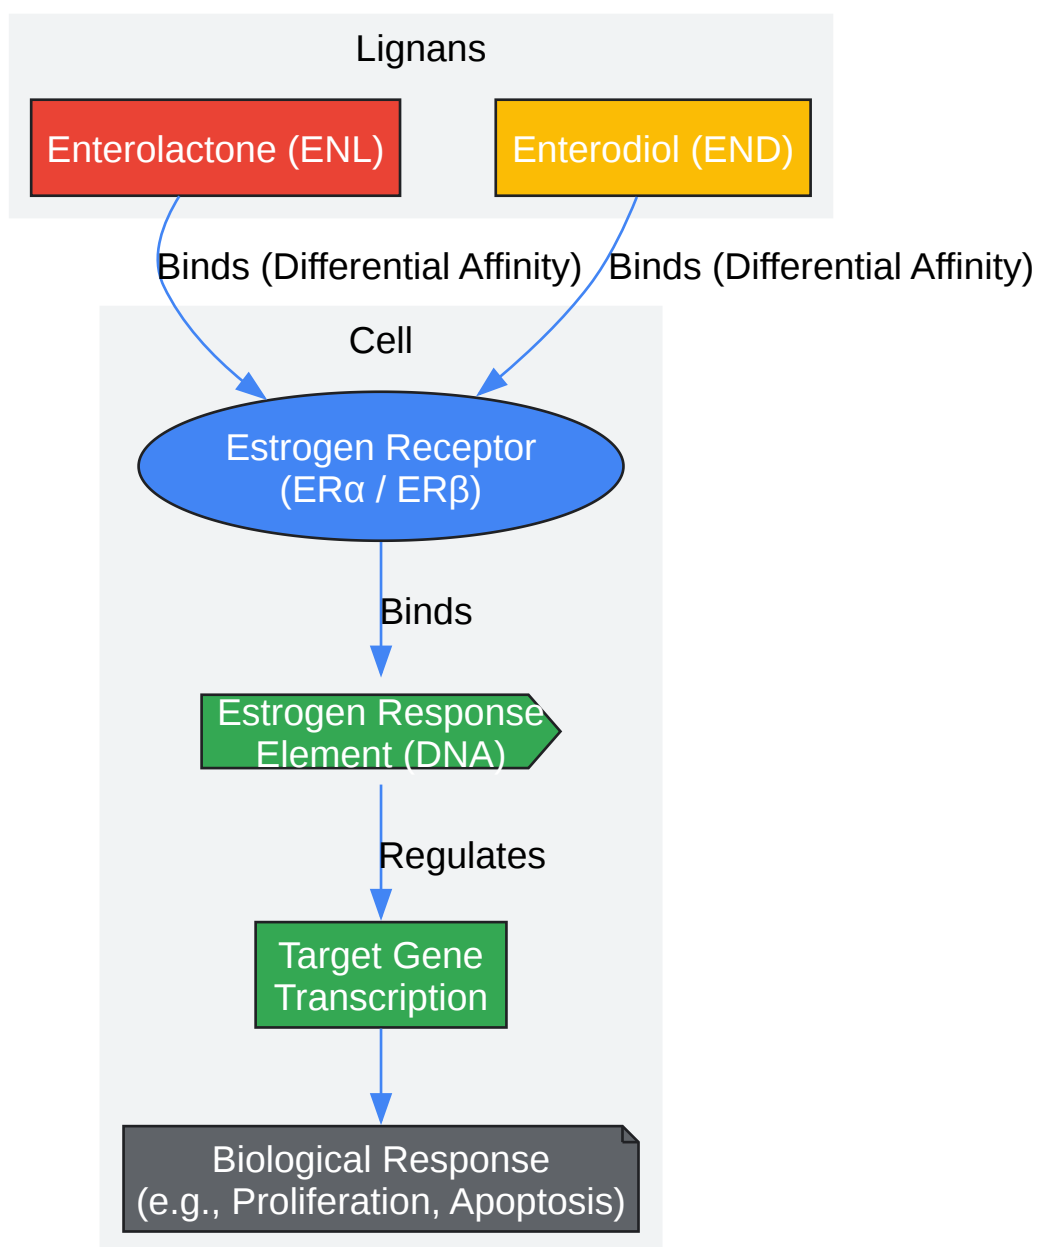 Lignans
Enterolactone (ENL)
Enterodiol (END)
Binds (Differential Affinity)
Binds (Differential Affinity)
Cell
Estrogen Receptor
(ERα / ERβ)
Binds
Estrogen Response
Element (DNA)
Regulates
Target Gene
Transcription
Biological Response
(e.g., Proliferation, Apoptosis)